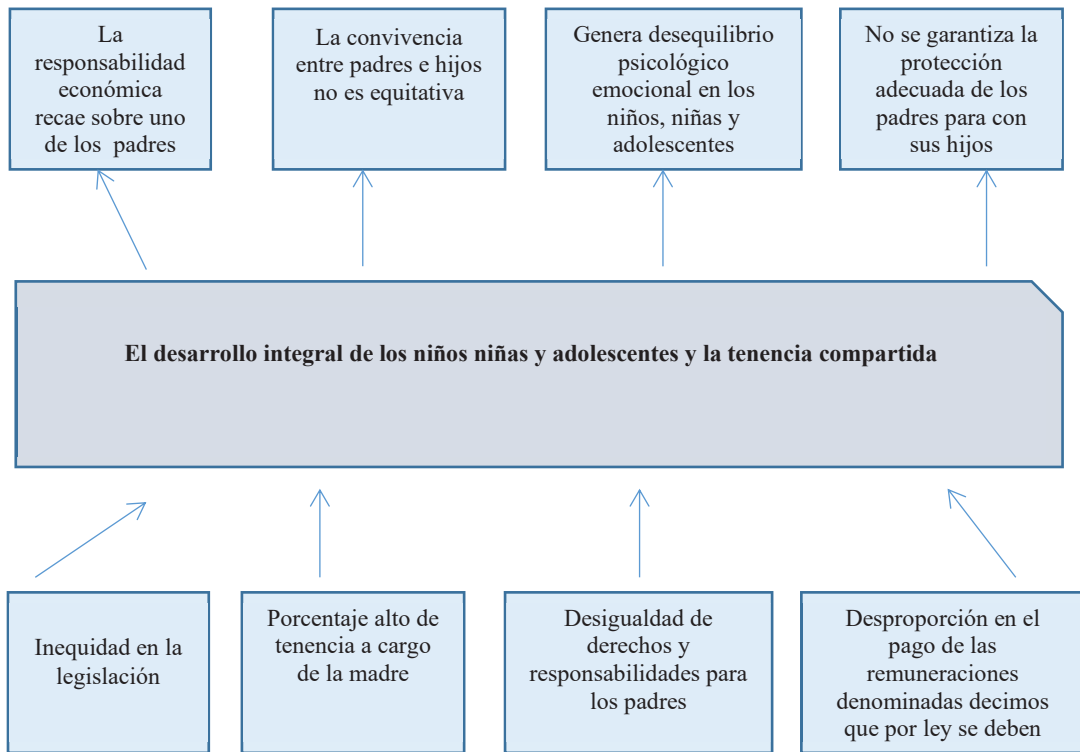 La
responsabilidad
económica
recae sobre uno
de los padres
La convivencia
entre padres e hijos
no es equitativa
Genera desequilibrio
psicológico
emocional en los
niños, niñas y
adolescentes
No se garantiza la
protección
adecuada de los
padres para con
sus hijos
El desarrollo integral de los niños niñas y adolescentes y la tenencia compartida
Inequidad en la
legislación
Porcentaje alto de
tenencia a cargo
de la madre
Desigualdad de
derechos y
responsabilidades para
los padres
Desproporción en el
pago de las
remuneraciones
denominadas decimos
que por ley se deben